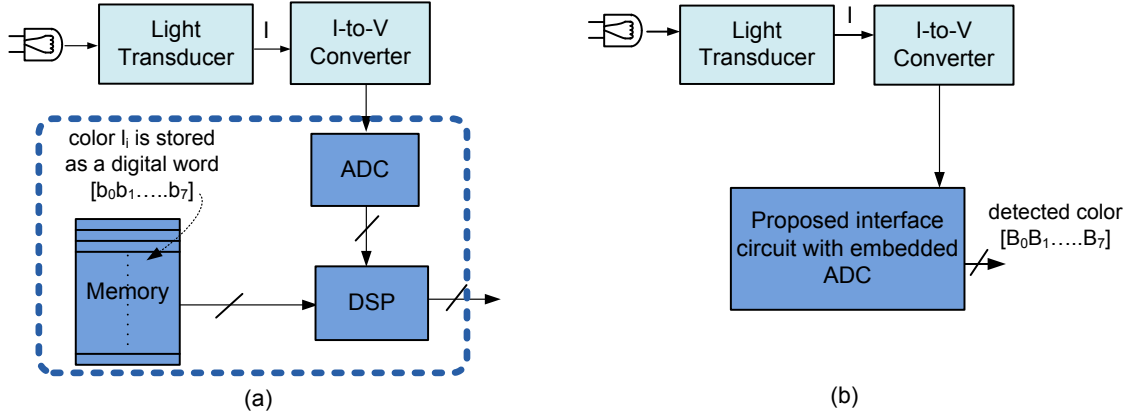 Light
Transducer
I
I-to-V
Converter
color I_i is stored
as a digital word
[b₀b₁…..b₇]
ADC
Memory
DSP
(a)
Light
Transducer
I
I-to-V
Converter
Proposed interface
circuit with embedded
ADC
detected color
[B₀B₁…..B₇]
(b)